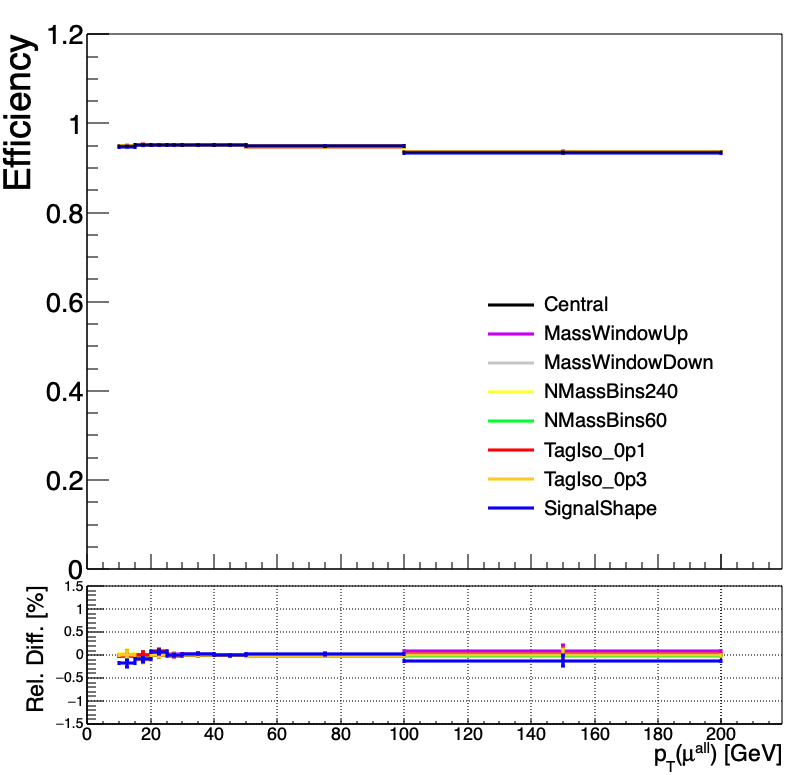 Efficiency
1.2
1
0.8
0.6
0.4
0.2
0
Central
MassWindowUp
MassWindowDown
NMassBins240
NMassBins60
TagIso_0p1
TagIso_0p3
SignalShape
Rel. Diff. [%]
1.5
1
0.5
0
−0.5
−1
−1.5
0 20 40 60 80 100 120 140 160 180 200
p_T(μ^all) [GeV]